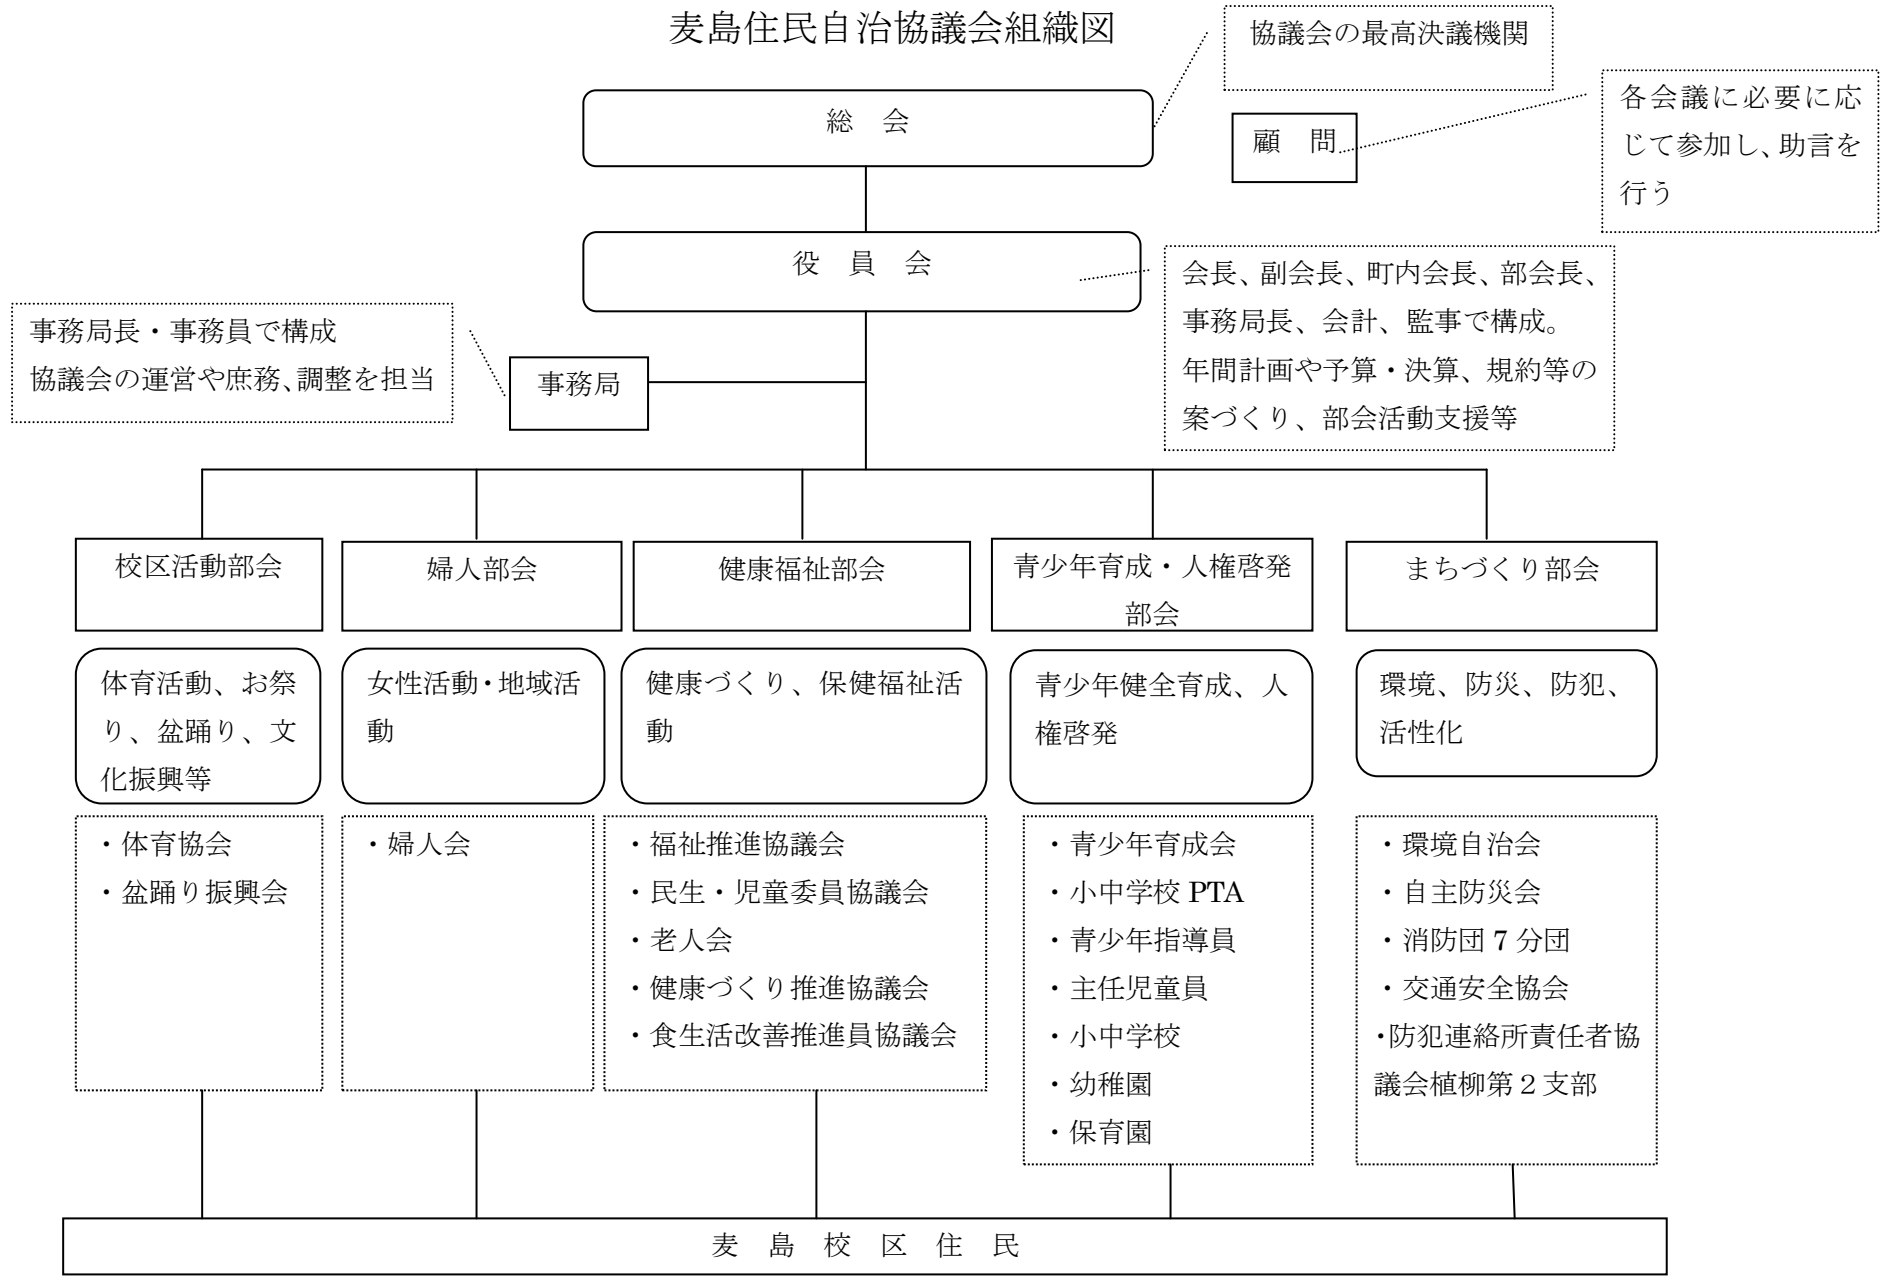 麦島住民自治協議会組織図
協議会の最高決議機関
総　会
顧　問
各会議に必要に応
じて参加し、助言を
行う
役　員　会
会長、副会長、町内会長、部会長、
事務局長、会計、監事で構成。
年間計画や予算・決算、規約等の
案づくり、部会活動支援等
事務局長・事務員で構成
協議会の運営や庶務、調整を担当
事務局
校区活動部会
婦人部会
健康福祉部会
青少年育成・人権啓発
部会
まちづくり部会
体育活動、お祭
り、盆踊り、文
化振興等
女性活動・地域活
動
健康づくり、保健福祉活
動
青少年健全育成、人
権啓発
環境、防災、防犯、
活性化
・体育協会
・盆踊り振興会
・婦人会
・福祉推進協議会
・民生・児童委員協議会
・老人会
・健康づくり推進協議会
・食生活改善推進員協議会
・青少年育成会
・小中学校 PTA
・青少年指導員
・主任児童員
・小中学校
・幼稚園
・保育園
・環境自治会
・自主防災会
・消防団 7 分団
・交通安全協会
・防犯連絡所責任者協
議会植柳第２支部
麦　島　校　区　住　民